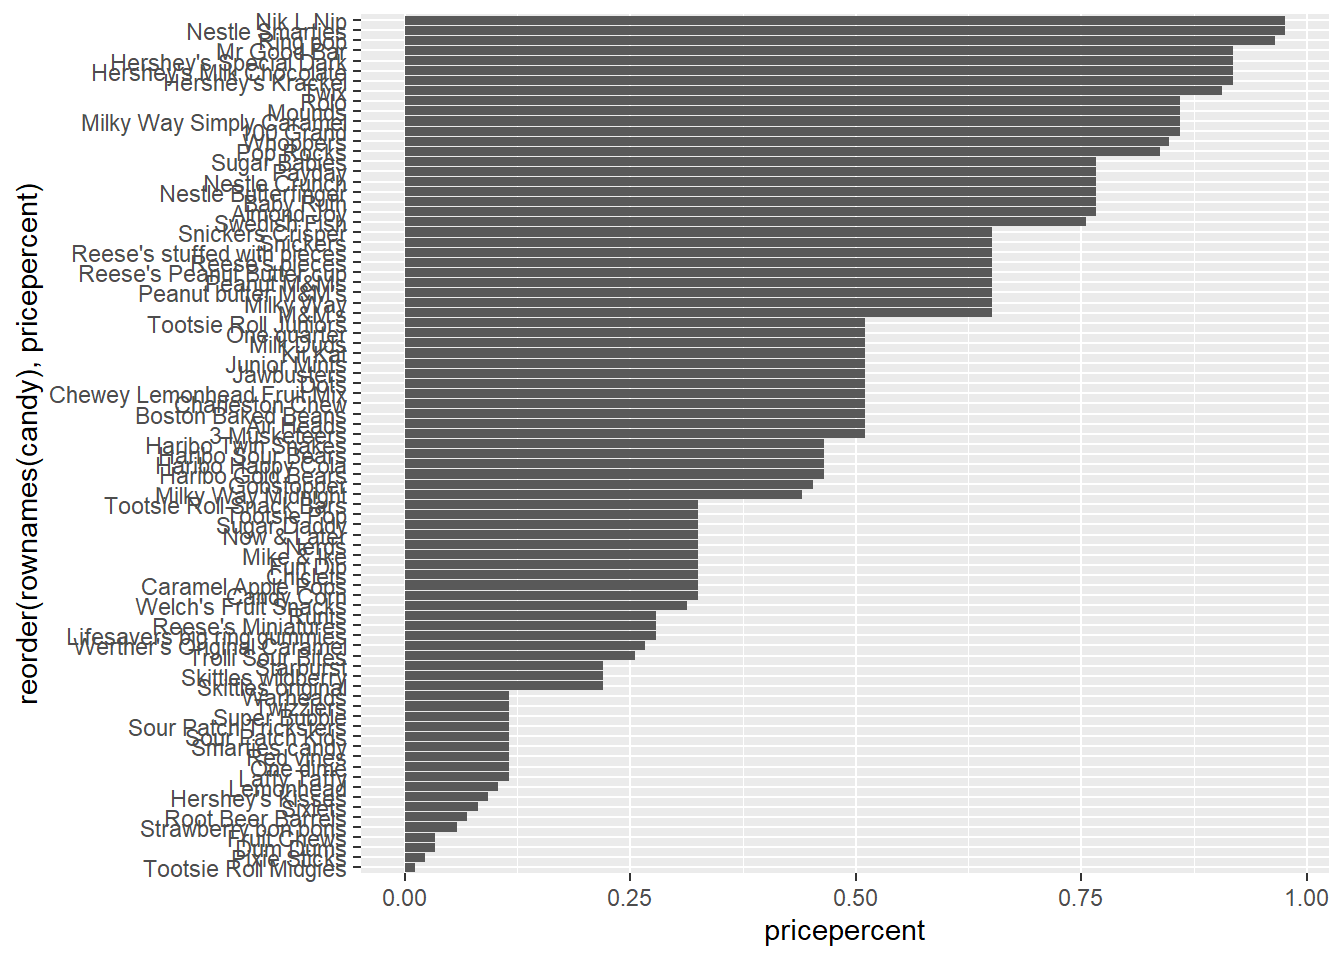 Nik L Nip
Nestle Smarties
Ring pop
Mr Good Bar
Hershey's Special Dark
Hershey's Milk Chocolate
Hershey's Krackel
Twix
Rolo
Mounds
Milky Way Simply Caramel
100 Grand
Whoppers
Pop Rocks
Sugar Babies
Payday
Nestle Crunch
Nestle Butterfinger
Baby Ruth
Almond Joy
Swedish Fish
Snickers Crisper
Snickers
Reese's stuffed with pieces
Reese's pieces
Reese's Peanut Butter cup
Peanut M&Ms
Peanut butter M&M's
Milky Way
M&M's
Tootsie Roll Juniors
One quarter
Milk Duds
Kit Kat
Junior Mints
Jawbusters
Dots
Chewey Lemonhead Fruit Mix
Charleston Chew
Boston Baked Beans
Air Heads
3 Musketeers
Haribo Twin Snakes
Haribo Sour Bears
Haribo Happy Cola
Haribo Gold Bears
Gobstopper
Milky Way Midnight
Tootsie Roll Snack Bars
Tootsie Pop
Sugar Daddy
Now & Later
Nerds
Mike & Ike
Fun Dip
Chiclets
Caramel Apple Pops
Candy Corn
Welch's Fruit Snacks
Runts
Reese's Miniatures
Lifesavers big ring gummies
Werther's Original Caramel
Trolli Sour Bites
Starburst
Skittles wildberry
Skittles original
Warheads
Twizzlers
Super Bubble
Sour Patch Tricksters
Sour Patch Kids
Smarties candy
Red vines
One dime
Laffy Taffy
Lemonhead
Hershey's Kisses
Sixlets
Root Beer Barrels
Strawberry bon bons
Fruit Chews
Dum Dums
Pixie Sticks
Tootsie Roll Midgies
reorder(rownames(candy), pricepercent)
0.00 0.25 0.50 0.75 1.00
pricepercent